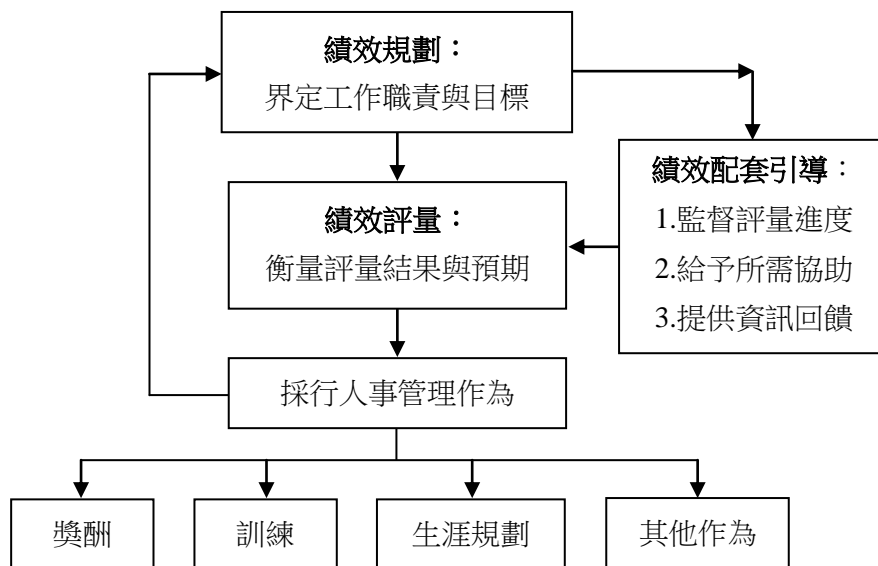 績效規劃：
界定工作職責與目標
績效配套引導：
1.監督評量進度
2.給予所需協助
3.提供資訊回饋
績效評量：
衡量評量結果與預期
採行人事管理作為
獎酬
訓練
生涯規劃
其他作為